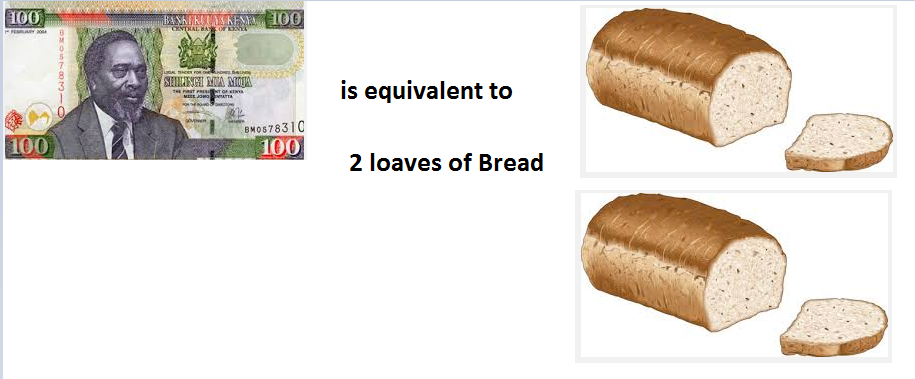 100
BANKI KUU YA KENYA
100
CENTRAL BANK OF KENYA
1ST FEBRUARY 2004
BM0578310
LEGAL TENDER FOR ONE HUNDRED SHILLINGS
SHILINGI MIA MOJA
THE FIRST PRESIDENT OF KENYA
MZEE JOMO KENYATTA
FOR THE BOARD OF DIRECTORS
GOVERNOR
MEMBER
BM0578310
100
100
is equivalent to
2 loaves of Bread